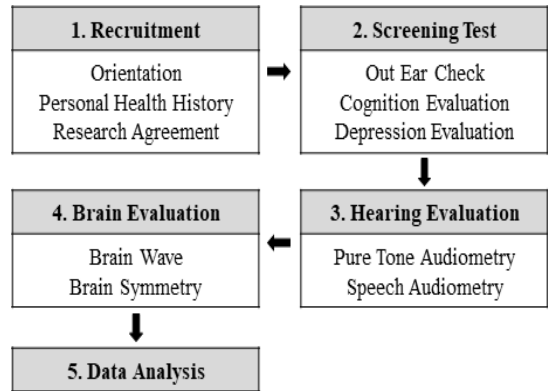 1. Recruitment
Orientation
Personal Health History
Research Agreement
2. Screening Test
Out Ear Check
Cognition Evaluation
Depression Evaluation
3. Hearing Evaluation
Pure Tone Audiometry
Speech Audiometry
4. Brain Evaluation
Brain Wave
Brain Symmetry
5. Data Analysis